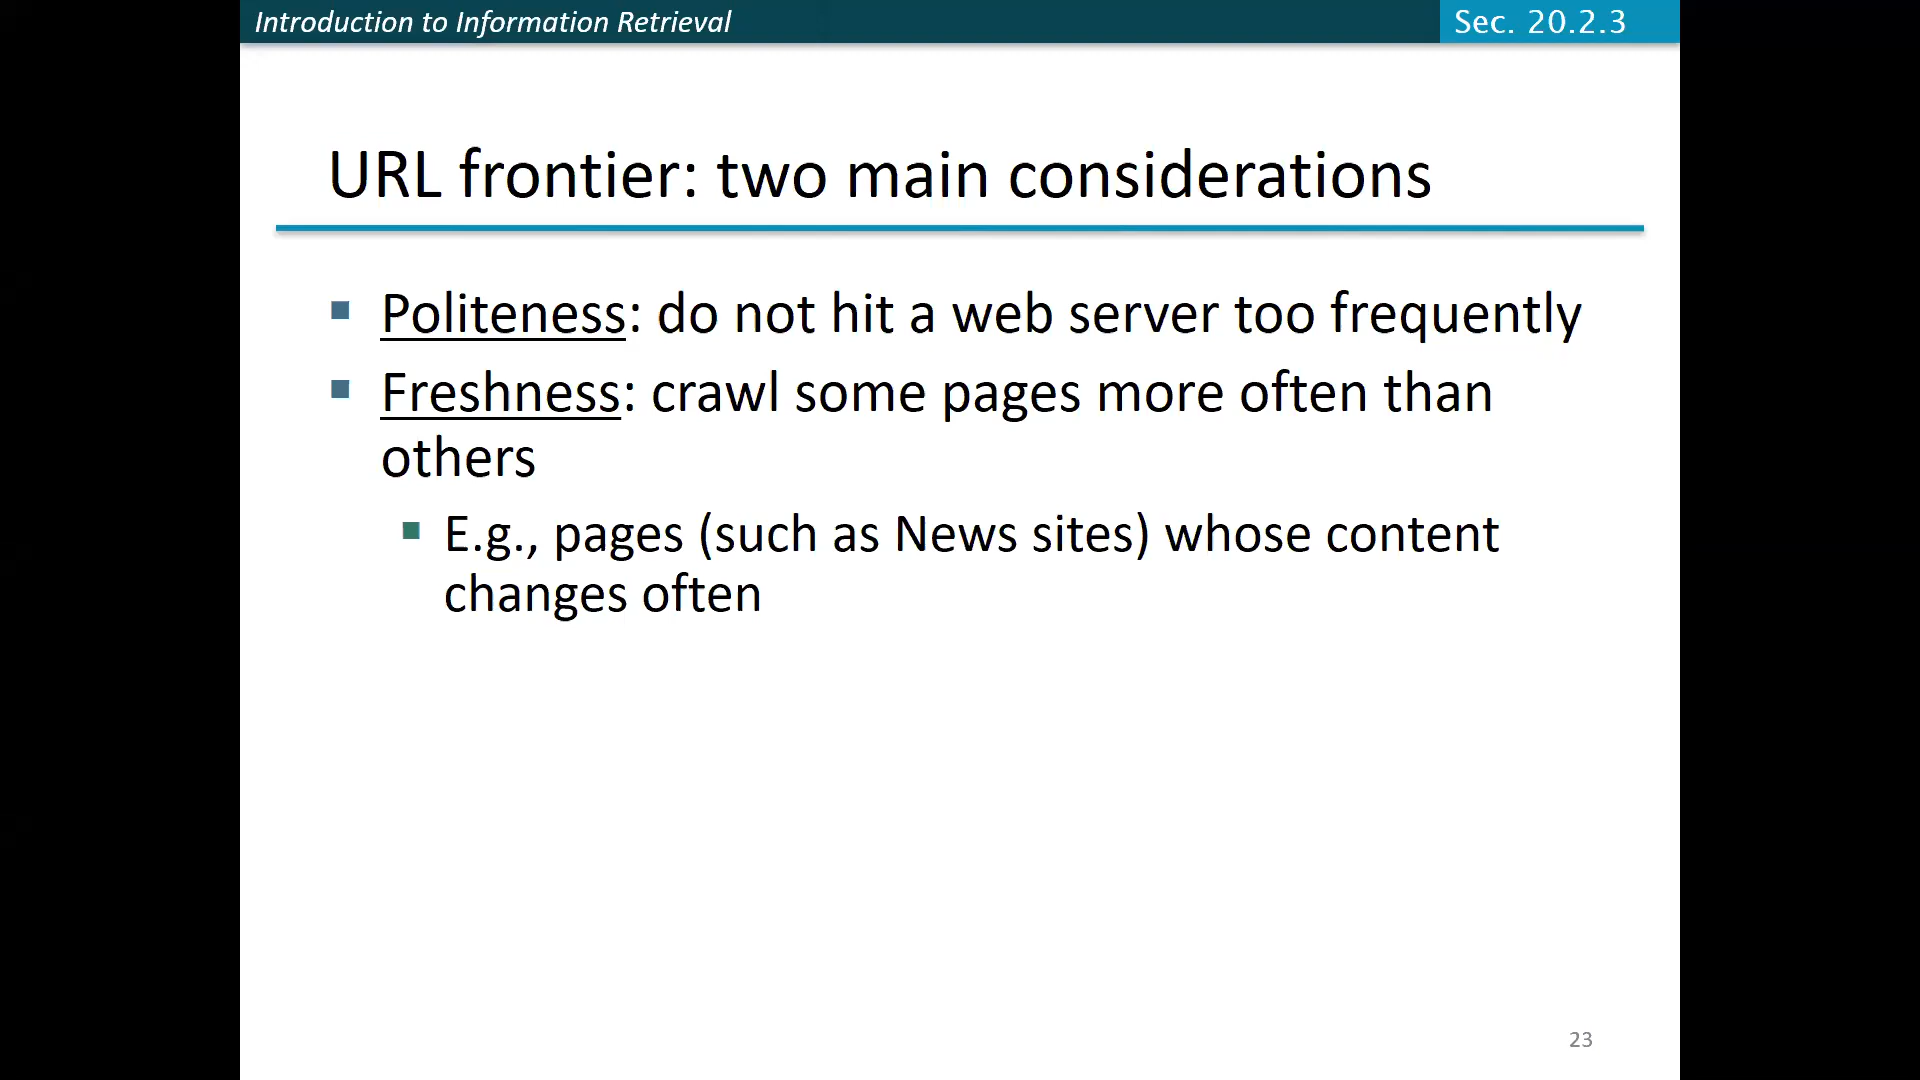 Introduction to Information Retrieval
Sec. 20.2.3
URL frontier: two main considerations
Politeness: do not hit a web server too frequently
Freshness: crawl some pages more often than
others
E.g., pages (such as News sites) whose content
changes often
23